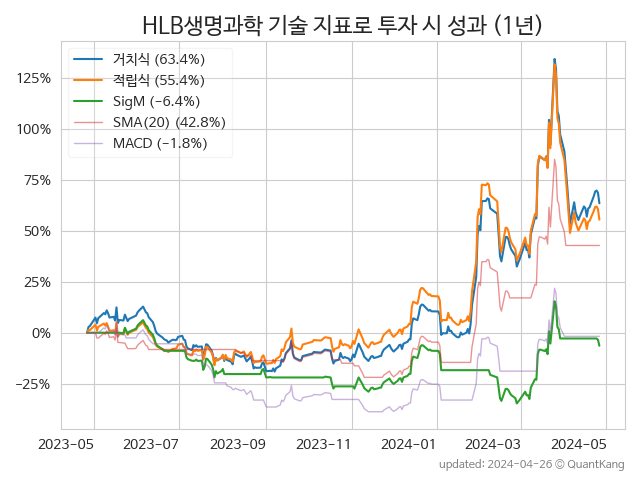 HLB생명과학 기술 지표로 투자 시 성과 (1년)
거치식 (63.4%)
적립식 (55.4%)
SigM (−6.4%)
SMA(20) (42.8%)
MACD (−1.8%)
125%
100%
75%
50%
25%
0%
−25%
2023-05 2023-07 2023-09 2023-11 2024-01 2024-03 2024-05
updated: 2024-04-26 © QuantKang